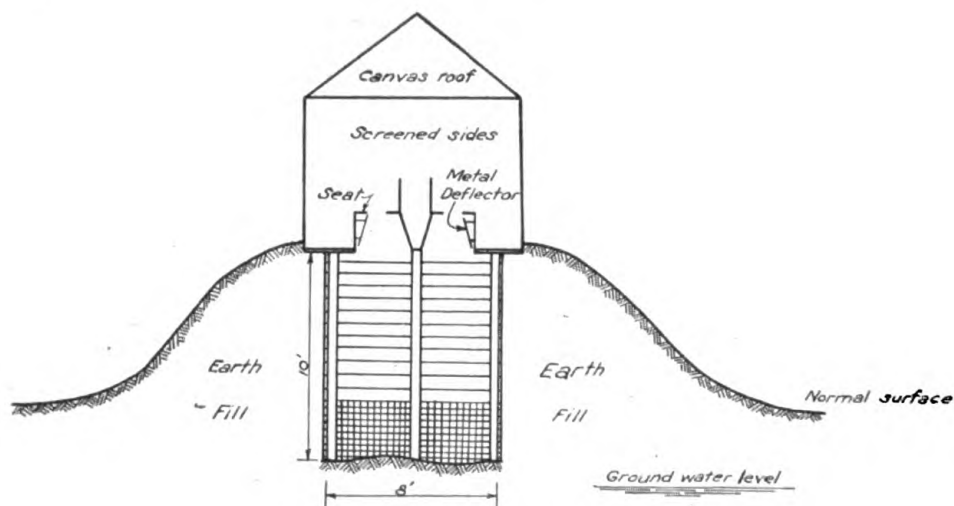 Canvas roof
Screened sides
Metal
Seat Deflector
10'
Earth Earth
Fill Fill
Normal surface
Ground water level
8'